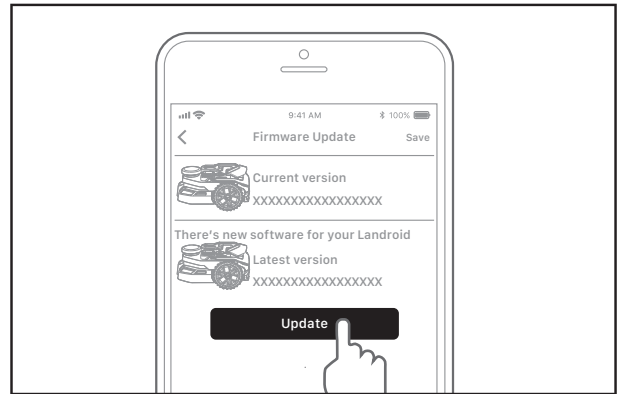 9:41 AM
100%
Firmware Update
Save
Current version
XXXXXXXXXXXXXXXXX
There's new software for your Landroid
Latest version
XXXXXXXXXXXXXXXXX
Update